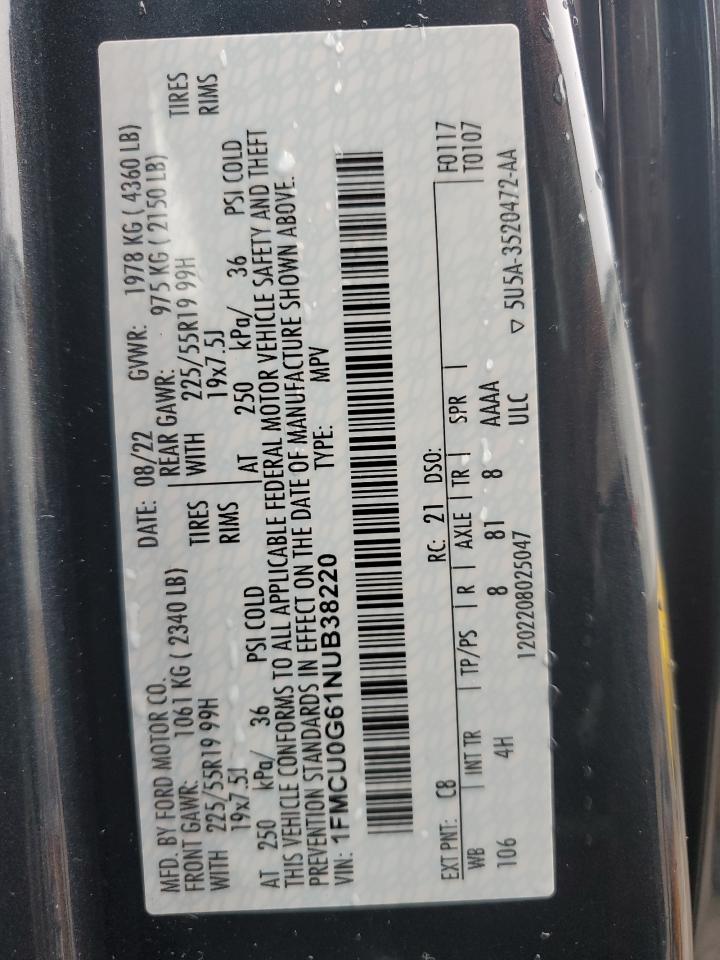 MFD. BY FORD MOTOR CO. DATE: 08/22 GVWR: 1978 KG ( 4360 LB)
FRONT GAWR: 1061 KG ( 2340 LB) REAR GAWR: 975 KG ( 2150 LB)
WITH 225/55R19 99H TIRES WITH 225/55R19 99H TIRES
19x7.5J RIMS 19x7.5J RIMS
AT 250 kPa/ 36 PSI COLD AT 250 kPa/ 36 PSI COLD
THIS VEHICLE CONFORMS TO ALL APPLICABLE FEDERAL MOTOR VEHICLE SAFETY AND THEFT
PREVENTION STANDARDS IN EFFECT ON THE DATE OF MANUFACTURE SHOWN ABOVE.
VIN: 1FMCU0G61NUB38220 TYPE: MPV
EXT PNT: C8 RC: 21 DSO: F0117
WB INT TR TP/PS R AXLE TR SPR T0107
106 4H 8 81 8 AAAA
1202208025047 ULC ▽ 5U5A-3520472-AA